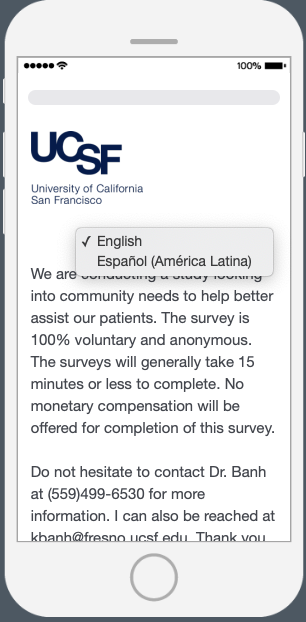 100%
UCSF
University of California
San Francisco
✓ English
Español (América Latina)
We are conducting a study looking
into community needs to help better
assist our patients. The survey is
100% voluntary and anonymous.
The surveys will generally take 15
minutes or less to complete. No
monetary compensation will be
offered for completion of this survey.
Do not hesitate to contact Dr. Banh
at (559)499-6530 for more
information. I can also be reached at
kbanh@fresno.ucsf.edu. Thank you